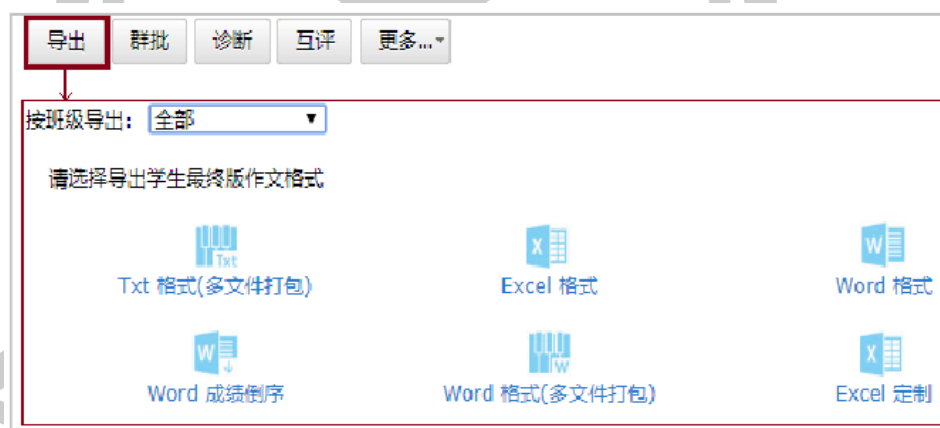 导出 群批 诊断 互评 更多...
按班级导出: 全部
请选择导出学生最终版作文格式
Txt X W
Txt 格式(多文件打包) Excel 格式 Word 格式
W W X
Word 成绩倒序 Word 格式(多文件打包) Excel 定制